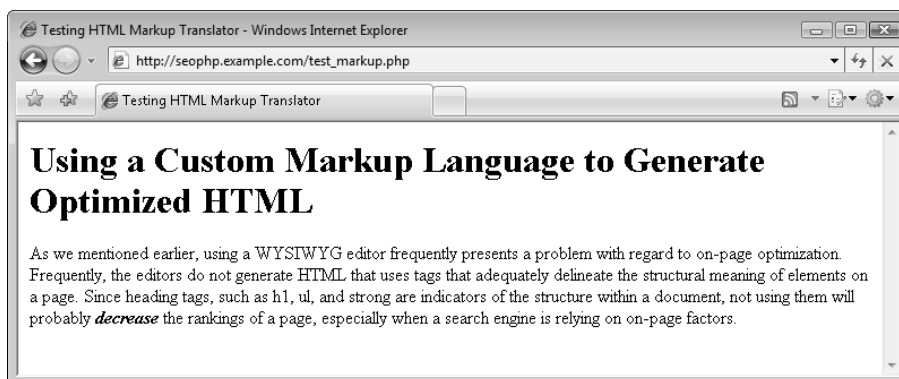 Testing HTML Markup Translator - Windows Internet Explorer
http://seophp.example.com/test_markup.php
Testing HTML Markup Translator
Using a Custom Markup Language to Generate
Optimized HTML
As we mentioned earlier, using a WYSIWYG editor frequently presents a problem with regard to on-page optimization.
Frequently, the editors do not generate HTML that uses tags that adequately delineate the structural meaning of elements on
a page. Since heading tags, such as h1, ul, and strong are indicators of the structure within a document, not using them will
probably decrease the rankings of a page, especially when a search engine is relying on on-page factors.